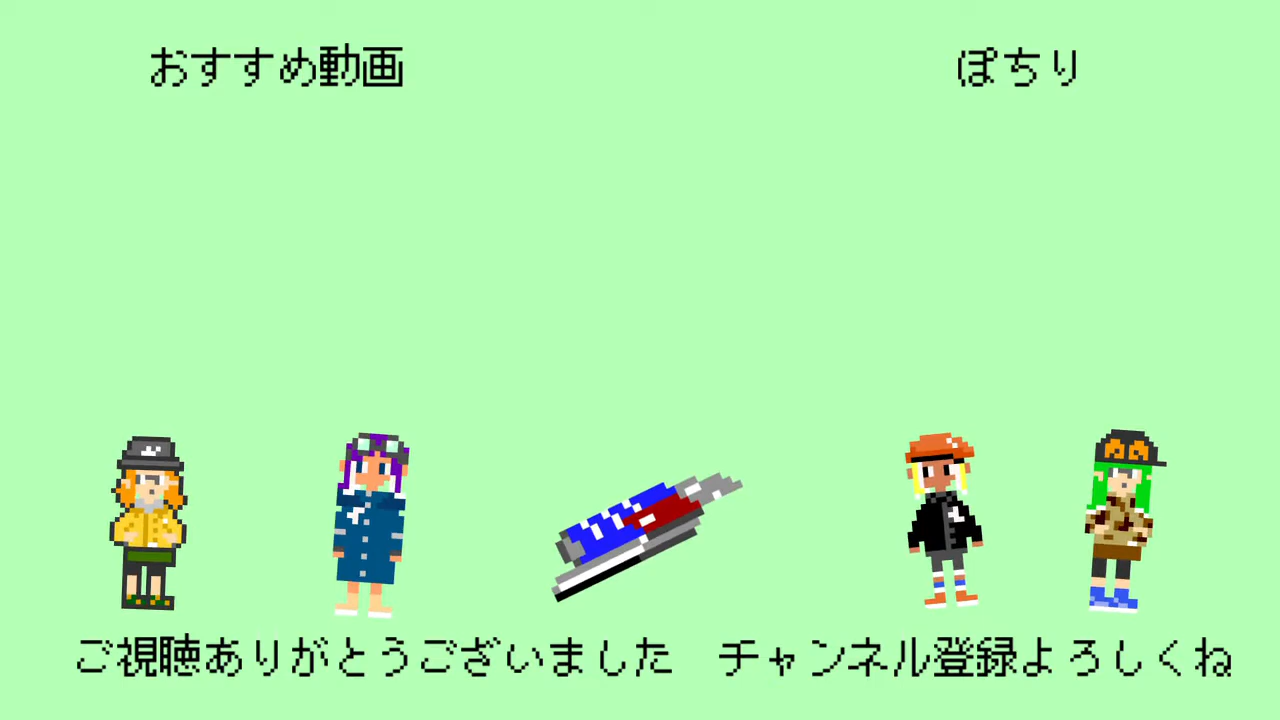 おすすめ動画
ぽちり
ご視聴ありがとうございました チャンネル登録よろしくね